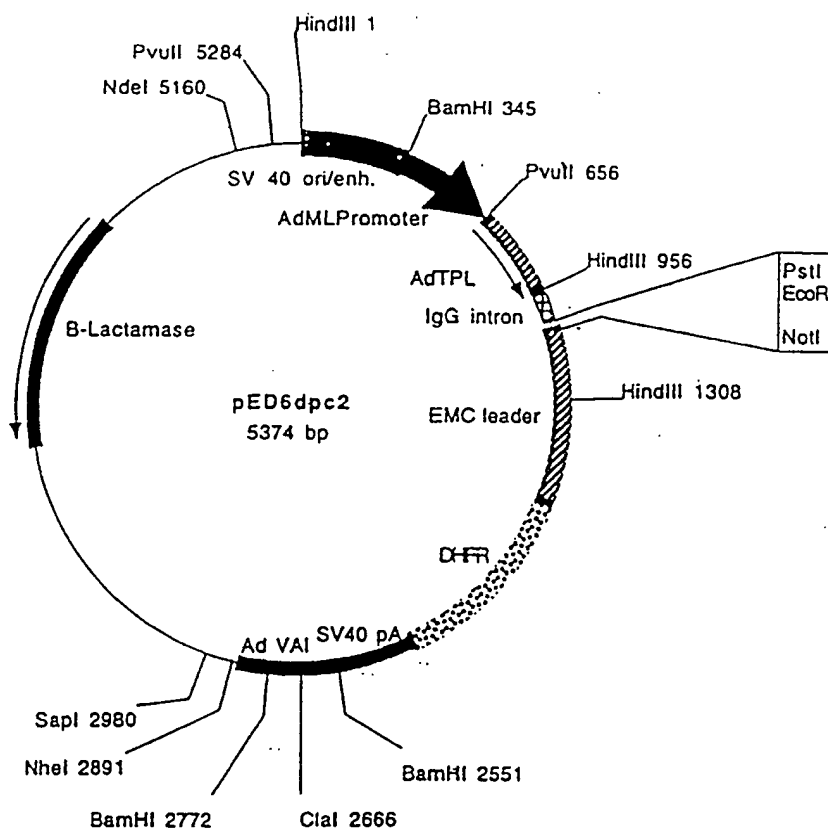 HindIII 1
PvuII 5284
NdeI 5160
BamHI 345
SV 40 ori/enh.
PvuII 656
AdMLPromoter
HindIII 956
AdTPL
PstI
EcoR
IgG intron
NotI
B-Lactamase
HindIII 1308
pED6dpc2
EMC leader
5374 bp
DHFR
SV40 pA
Ad VAI
SapI 2980
NheI 2891
BamHI 2551
BamHI 2772
ClaI 2666